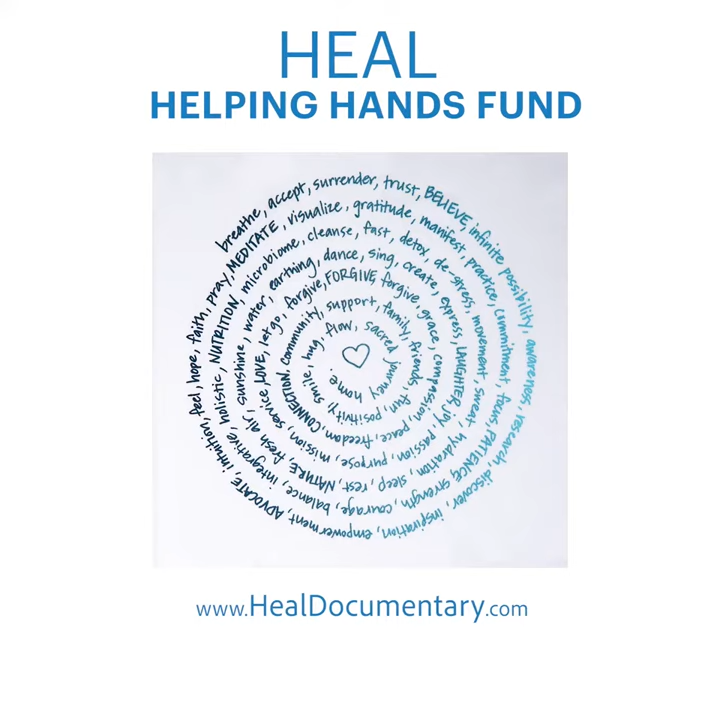 HEAL
HELPING HANDS FUND
breathe, accept, surrender, trust, BELIEVE, infinite possibility, awareness, research, discover, inspiration, empowerment, ADVOCATE, intuition, feel, hope, faith, pray, MEDITATE, visualize, gratitude, manifest, practice, commitment, focus, PATIENCE, strength, courage, balance, integrative, holistic, NUTRITION, microbiome, cleanse, fast, detox, de-stress, movement, sweat, hydration, sleep, rest, NATURE, fresh air, sunshine, water, earthing, dance, sing, create, express, LAUGHTER, joy, passion, purpose, mission, service, LOVE, let go, forgive, FORGIVE, forgive, grace, compassion, peace, freedom, CONNECTION, community, support, family, friends, fun, positivity, smile, hug, flow, sacred journey home.
www.HealDocumentary.com